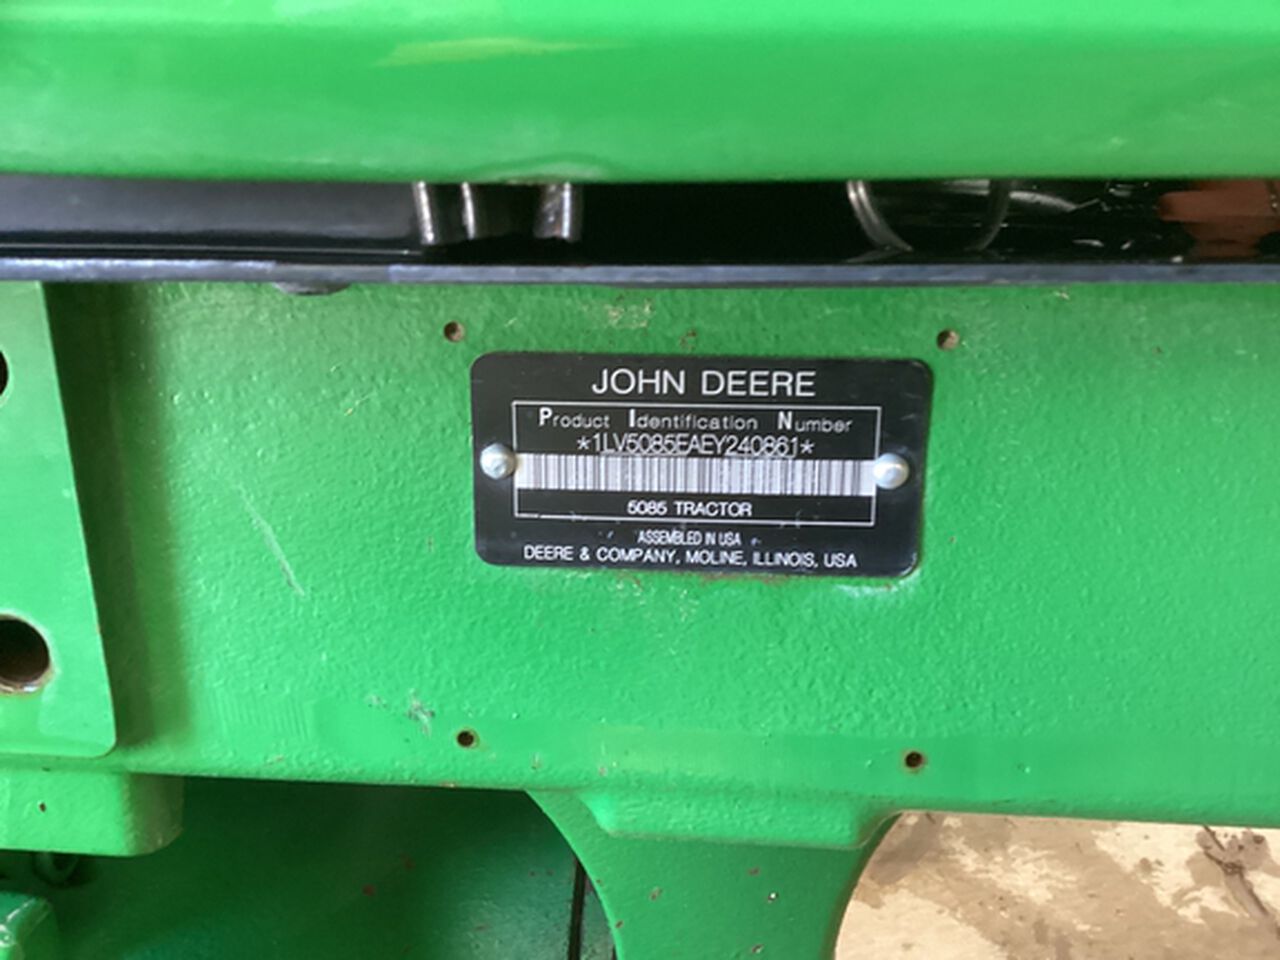 JOHN DEERE
Product Identification Number
*1LV5085EAEY240861*
5085 TRACTOR
ASSEMBLED IN USA
DEERE & COMPANY, MOLINE, ILLINOIS, USA